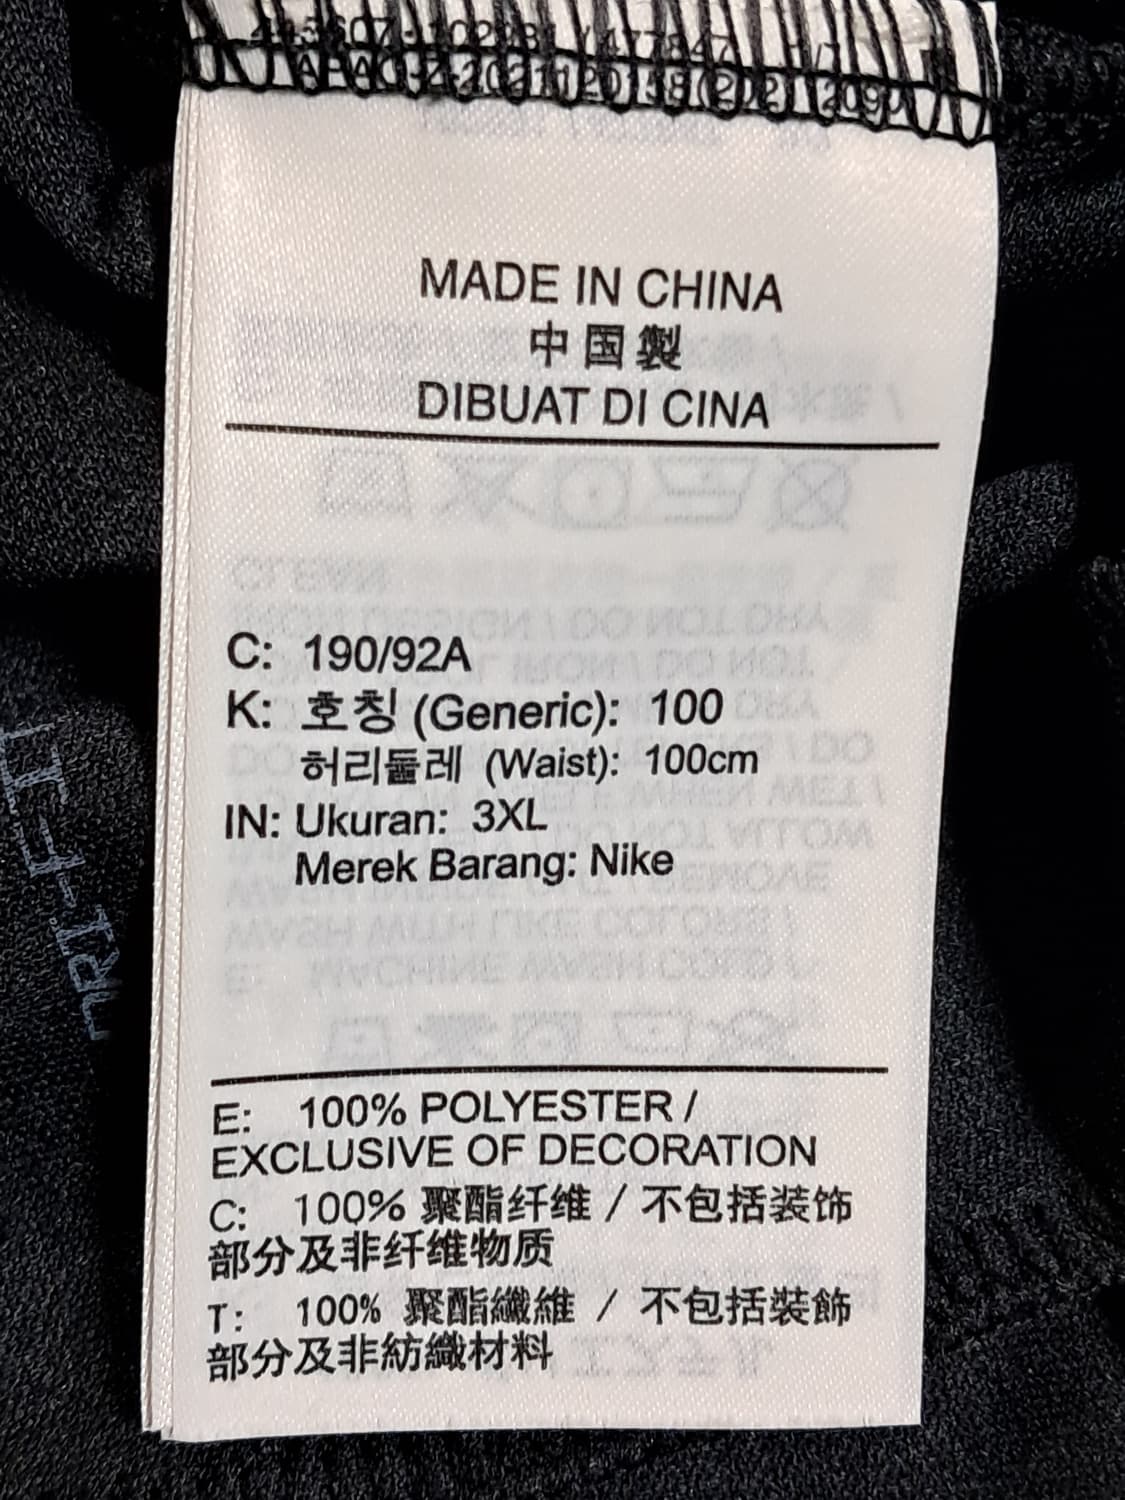 MADE IN CHINA
中国製
DIBUAT DI CINA
C: 190/92A
K: 호칭 (Generic): 100
허리둘레 (Waist): 100cm
IN: Ukuran: 3XL
Merek Barang: Nike
E: 100% POLYESTER /
EXCLUSIVE OF DECORATION
C: 100% 聚酯纤维 / 不包括装饰
部分及非纤维物质
T: 100% 聚酯纖維 / 不包括裝飾
部分及非紡織材料
DRI-FIT